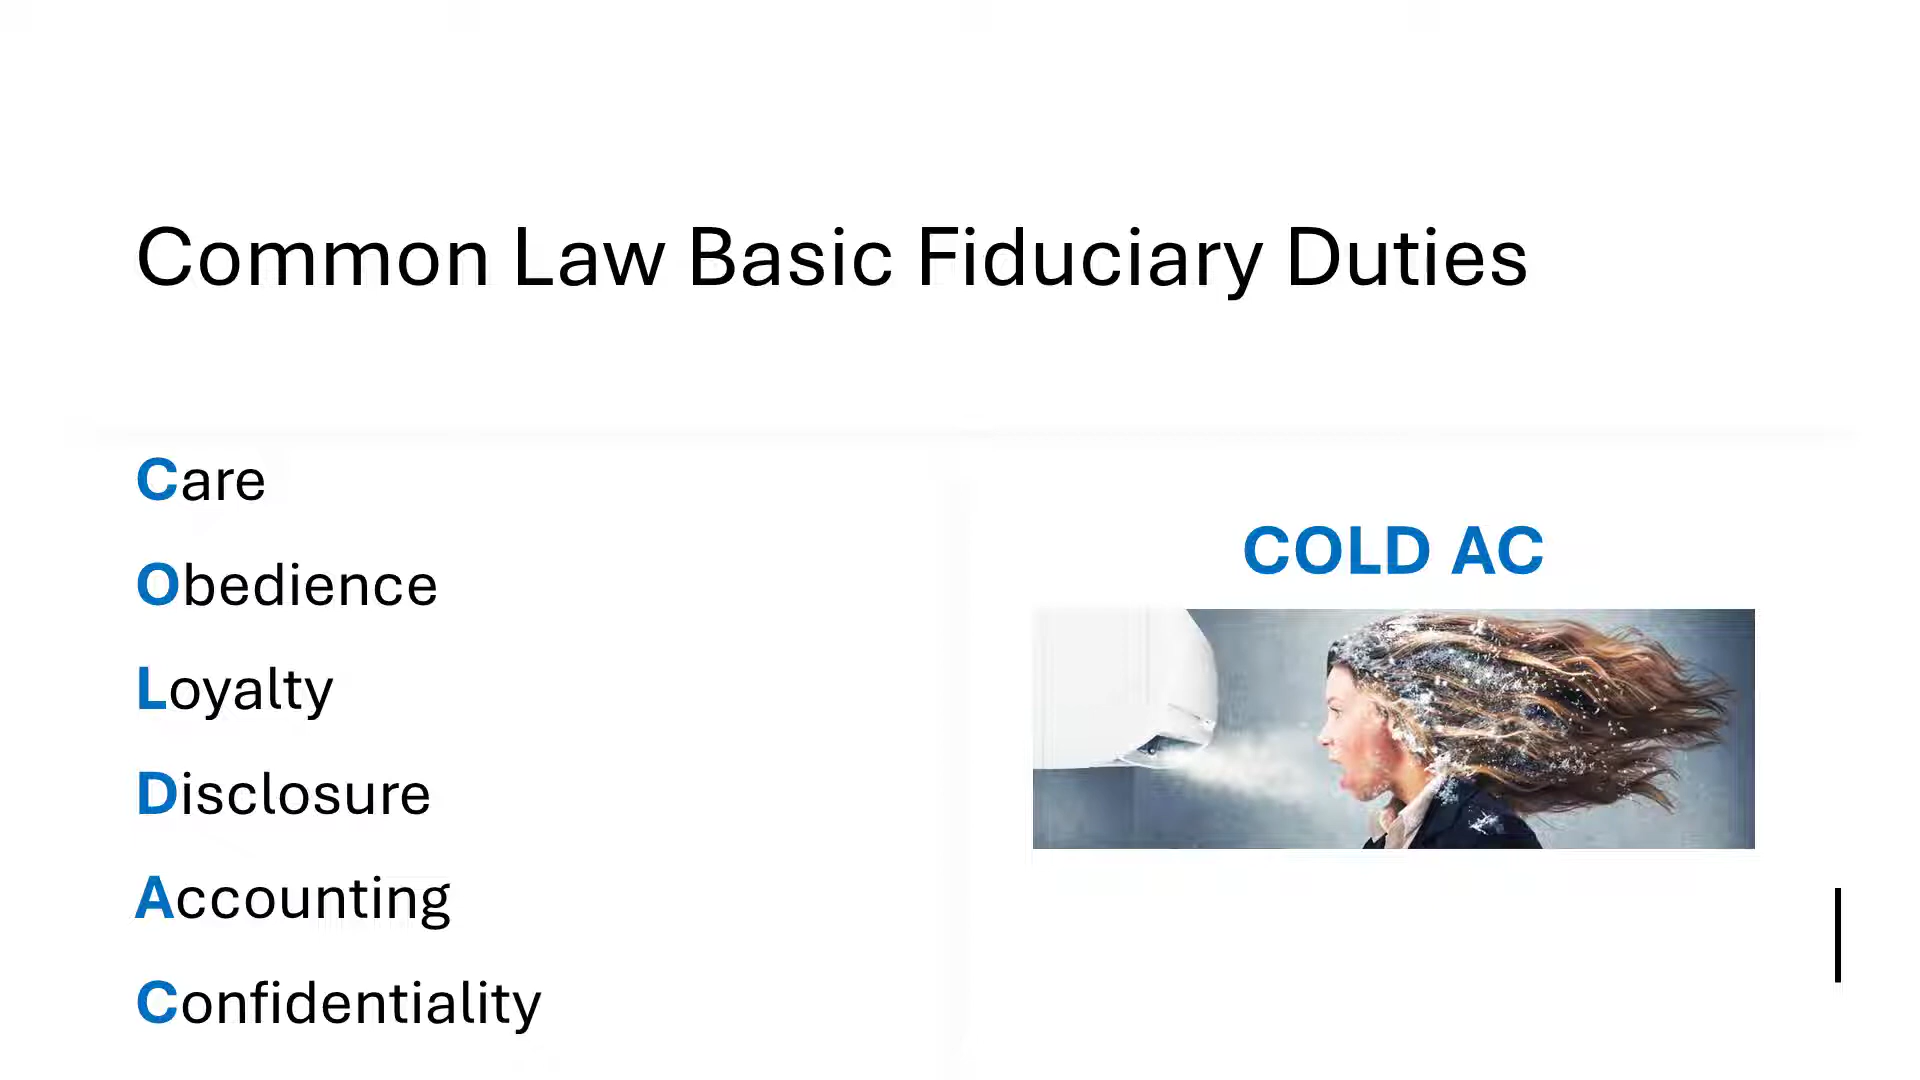 Common Law Basic Fiduciary Duties
Care
Obedience
Loyalty
Disclosure
Accounting
Confidentiality
COLD AC